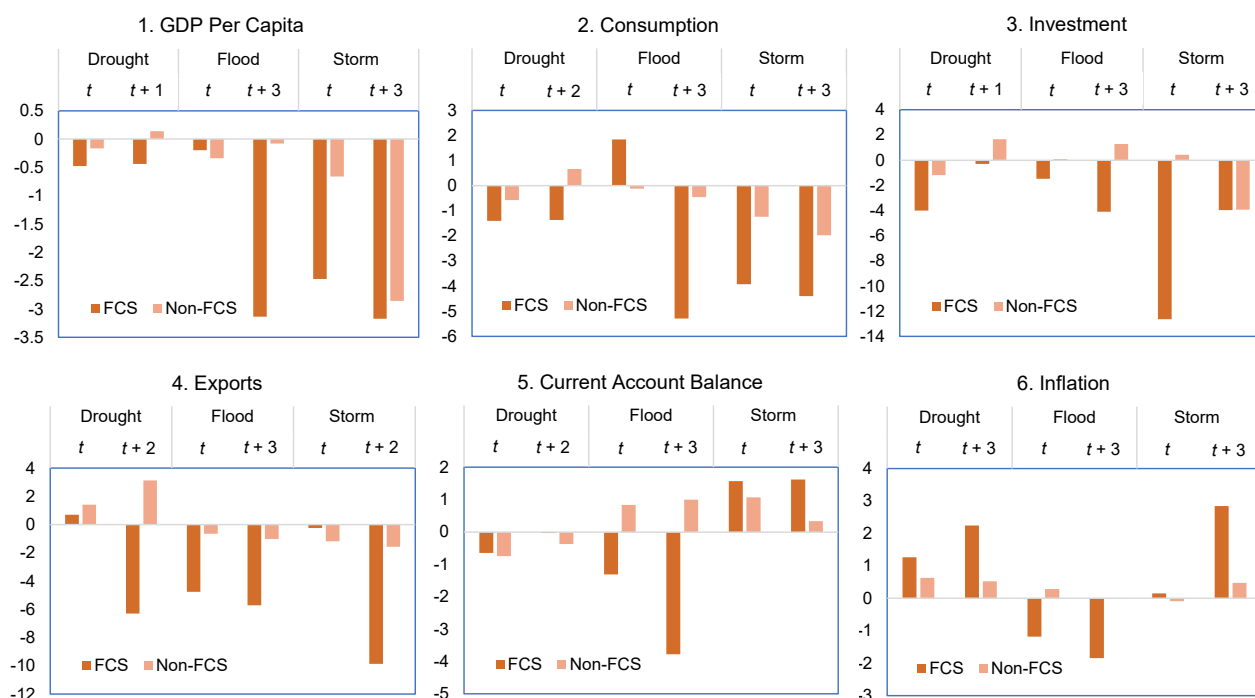 1. GDP Per Capita
Drought Flood Storm
t t + 1 t t + 3 t t + 3
0.5
0
-0.5
-1
-1.5
-2
-2.5
-3
-3.5
FCS Non-FCS
2. Consumption
Drought Flood Storm
t t + 2 t t + 3 t t + 3
3
2
1
0
-1
-2
-3
-4
-5
-6
FCS Non-FCS
3. Investment
Drought Flood Storm
t t + 1 t t + 3 t t + 3
4
2
0
-2
-4
-6
-8
-10
-12
-14
FCS Non-FCS
4. Exports
Drought Flood Storm
t t + 2 t t + 3 t t + 2
4
2
0
-2
-4
-6
-8
-10
-12
FCS Non-FCS
5. Current Account Balance
Drought Flood Storm
t t + 2 t t + 3 t t + 3
2
1
0
-1
-2
-3
-4
-5
FCS Non-FCS
6. Inflation
Drought Flood Storm
t t + 3 t t + 3 t t + 3
4
3
2
1
0
-1
-2
-3
FCS Non-FCS